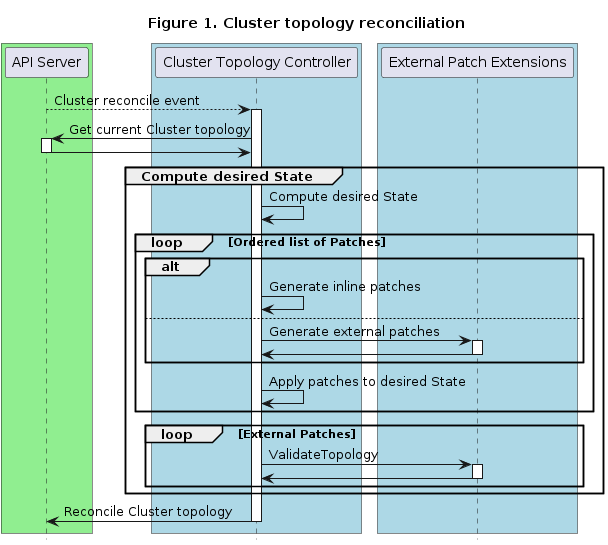 Figure 1. Cluster topology reconciliation
API Server
Cluster Topology Controller
External Patch Extensions
Cluster reconcile event
Get current Cluster topology
Compute desired State
Compute desired State
loop [Ordered list of Patches]
alt
Generate inline patches
Generate external patches
Apply patches to desired State
loop [External Patches]
ValidateTopology
Reconcile Cluster topology